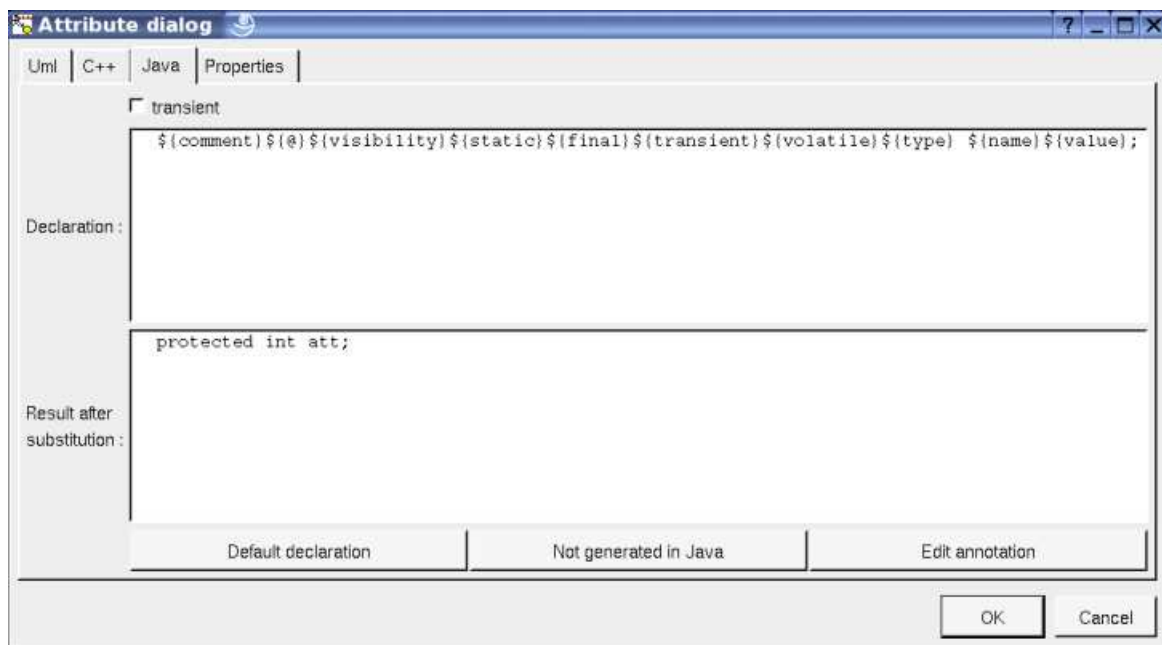 Attribute dialog
?
Uml C++ Java Properties
transient
Declaration :
${comment}${@}${visibility}${static}${final}${transient}${volatile}${type} ${name}${value};
Result after
substitution :
protected int att;
Default declaration Not generated in Java Edit annotation
OK Cancel